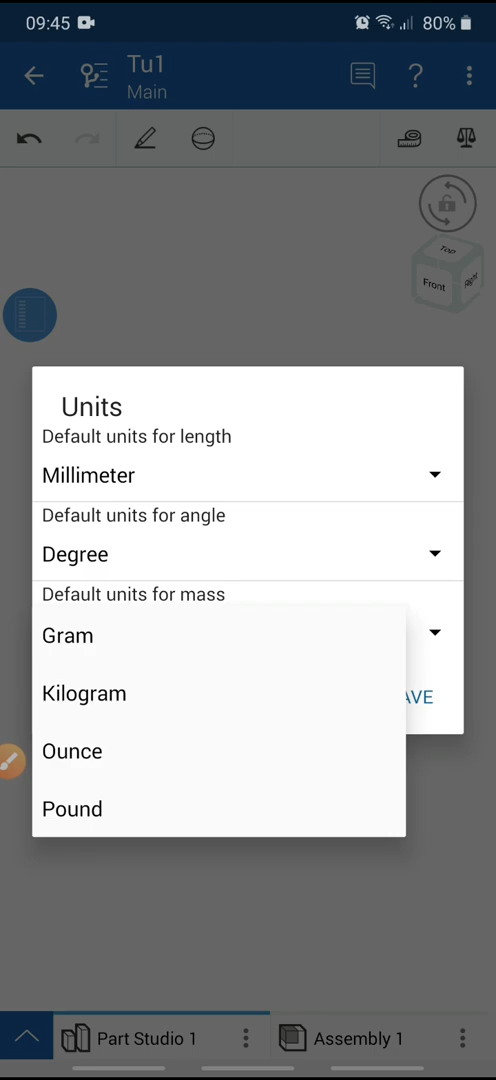 09:45
80%
Tu1
Main
?
Top
Front
Right
Units
Default units for length
Millimeter
Default units for angle
Degree
Default units for mass
Gram
Kilogram
AVE
Ounce
Pound
Part Studio 1
Assembly 1